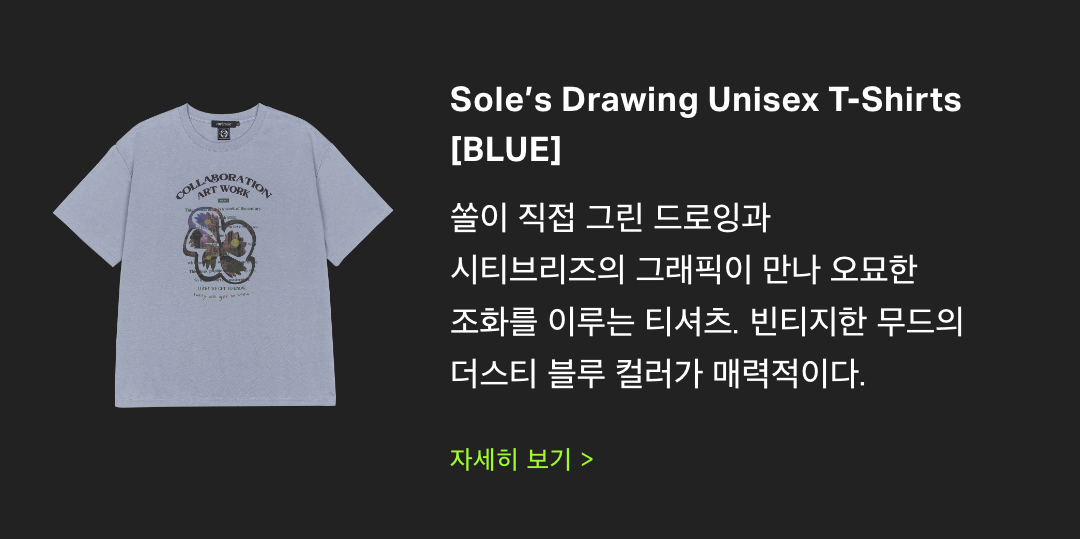 Sole's Drawing Unisex T-Shirts
[BLUE]
쏠이 직접 그린 드로잉과
시티브리즈의 그래픽이 만나 오묘한
조화를 이루는 티셔츠. 빈티지한 무드의
더스티 블루 컬러가 매력적이다.
자세히 보기 >
COLLABORATION
ART WORK